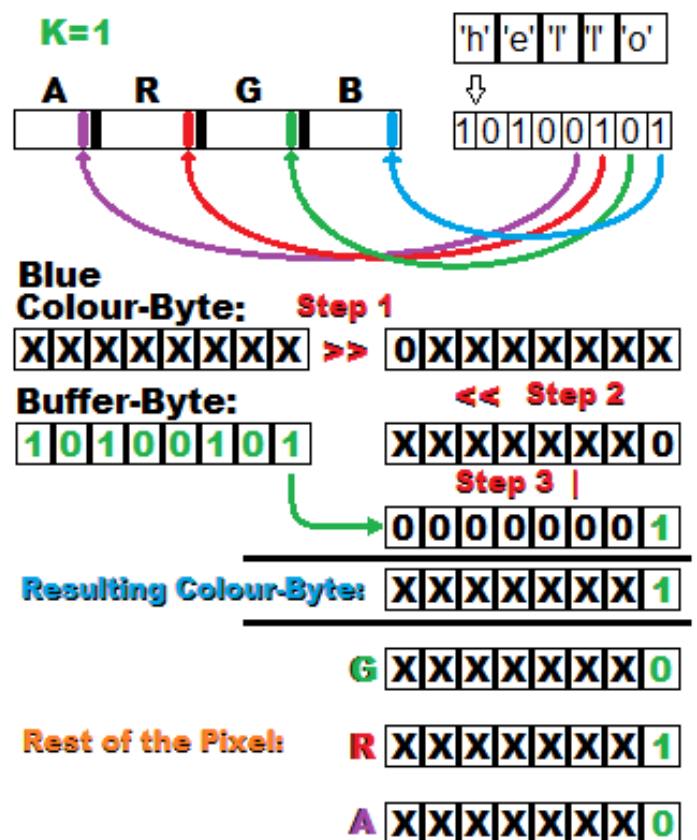 K=1
'h' 'e' 'l' 'l' 'o'
A R G B
1 0 1 0 0 1 0 1
Blue
Colour-Byte: Step 1
X X X X X X X X >> 0 X X X X X X X
Buffer-Byte: << Step 2
1 0 1 0 0 1 0 1 X X X X X X X 0
Step 3 |
0 0 0 0 0 0 0 1
Resulting Colour-Byte: X X X X X X X 1
G X X X X X X X 0
Rest of the Pixel: R X X X X X X X 1
A X X X X X X X 0